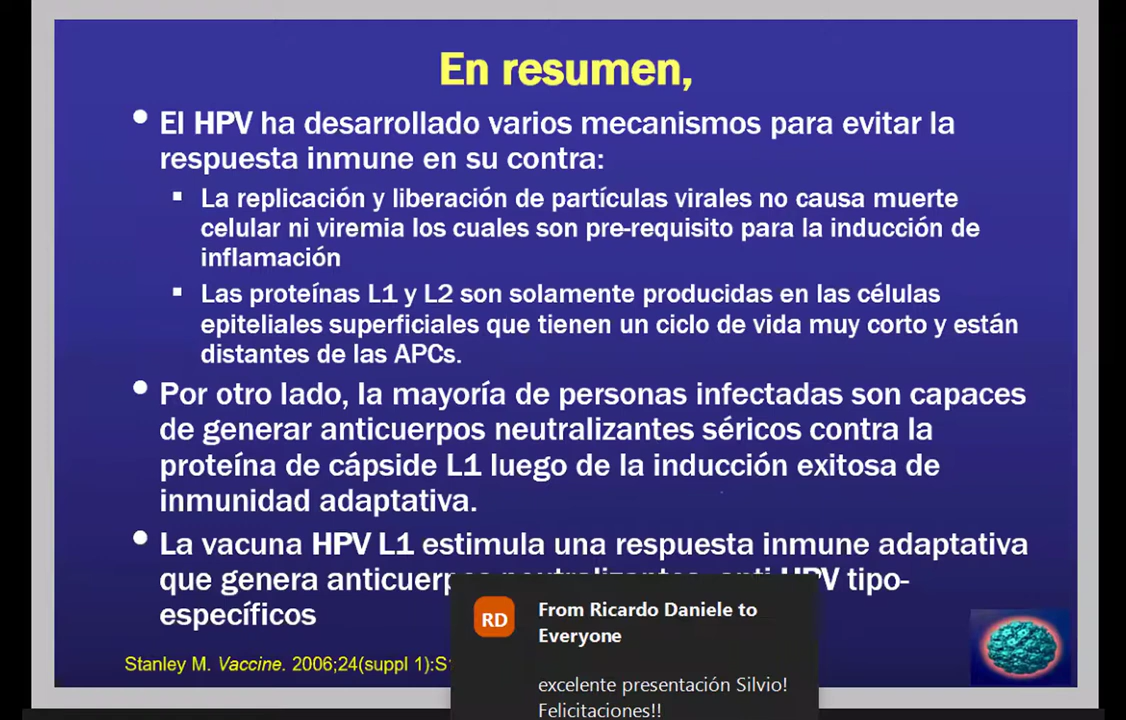 En resumen,
• El HPV ha desarrollado varios mecanismos para evitar la
respuesta inmune en su contra:
▪ La replicación y liberación de partículas virales no causa muerte
celular ni viremia los cuales son pre-requisito para la inducción de
inflamación
▪ Las proteínas L1 y L2 son solamente producidas en las células
epiteliales superficiales que tienen un ciclo de vida muy corto y están
distantes de las APCs.
• Por otro lado, la mayoría de personas infectadas son capaces
de generar anticuerpos neutralizantes séricos contra la
proteína de cápside L1 luego de la inducción exitosa de
inmunidad adaptativa.
• La vacuna HPV L1 estimula una respuesta inmune adaptativa
que genera anticuerpos neutralizantes, anti HPV tipo-
específicos
Stanley M. Vaccine. 2006;24(suppl 1):S
RD
From Ricardo Daniele to
Everyone
excelente presentación Silvio!
Felicitaciones!!